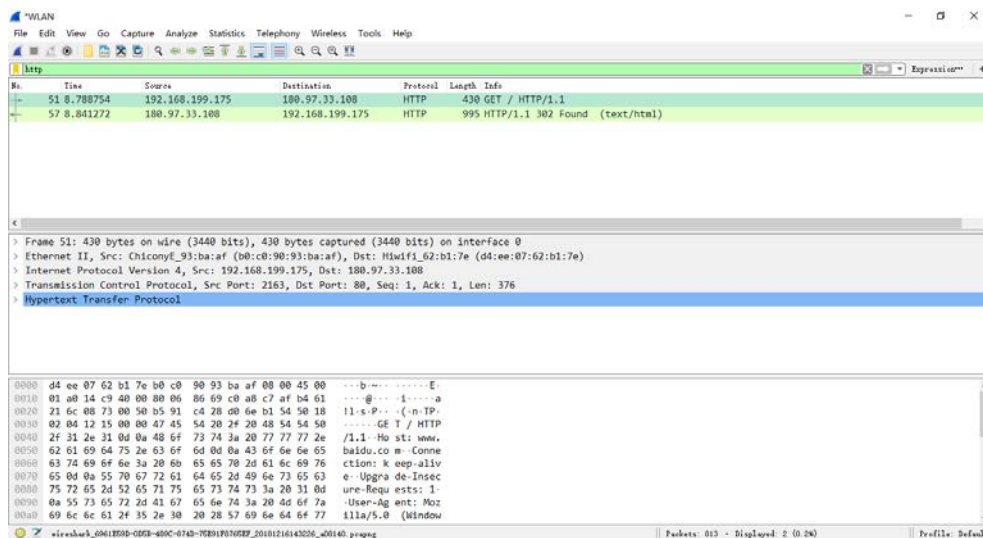 *WLAN
File Edit View Go Capture Analyze Statistics Telephony Wireless Tools Help
http
Expression…
No. Time Source Destination Protocol Length Info
51 8.788754 192.168.199.175 180.97.33.108 HTTP 430 GET / HTTP/1.1
57 8.841272 180.97.33.108 192.168.199.175 HTTP 995 HTTP/1.1 302 Found (text/html)
> Frame 51: 430 bytes on wire (3440 bits), 430 bytes captured (3440 bits) on interface 0
> Ethernet II, Src: ChiconyE_93:ba:af (b0:c0:90:93:ba:af), Dst: Hiwifi_62:b1:7e (d4:ee:07:62:b1:7e)
> Internet Protocol Version 4, Src: 192.168.199.175, Dst: 180.97.33.108
> Transmission Control Protocol, Src Port: 2163, Dst Port: 80, Seq: 1, Ack: 1, Len: 376
> Hypertext Transfer Protocol
0000 d4 ee 07 62 b1 7e b0 c0 90 93 ba af 08 00 45 00 ···b·~·· ······E·
0010 01 a0 14 c9 40 00 80 06 86 69 c0 a8 c7 af b4 61 ····@··· ·i·····a
0020 21 6c 08 73 00 50 b5 91 c4 28 d0 6e b1 54 50 18 !l·s·P·· ·(·n·TP·
0030 02 04 12 15 00 00 47 45 54 20 2f 20 48 54 54 50 ······GE T / HTTP
0040 2f 31 2e 31 0d 0a 48 6f 73 74 3a 20 77 77 77 2e /1.1··Ho st: www.
0050 62 61 69 64 75 2e 63 6f 6d 0d 0a 43 6f 6e 6e 65 baidu.co m··Conne
0060 63 74 69 6f 6e 3a 20 6b 65 65 70 2d 61 6c 69 76 ction: k eep-aliv
0070 65 0d 0a 55 70 67 72 61 64 65 2d 49 6e 73 65 63 e··Upgra de-Insec
0080 75 72 65 2d 52 65 71 75 65 73 74 73 3a 20 31 0d ure-Requ ests: 1·
0090 0a 55 73 65 72 2d 41 67 65 6e 74 3a 20 4d 6f 7a ·User-Ag ent: Moz
00a0 69 6c 6c 61 2f 35 2e 30 20 28 57 69 6e 64 6f 77 illa/5.0 (Window
Packets: 813 · Displayed: 2 (0.2%) Profile: Defaul